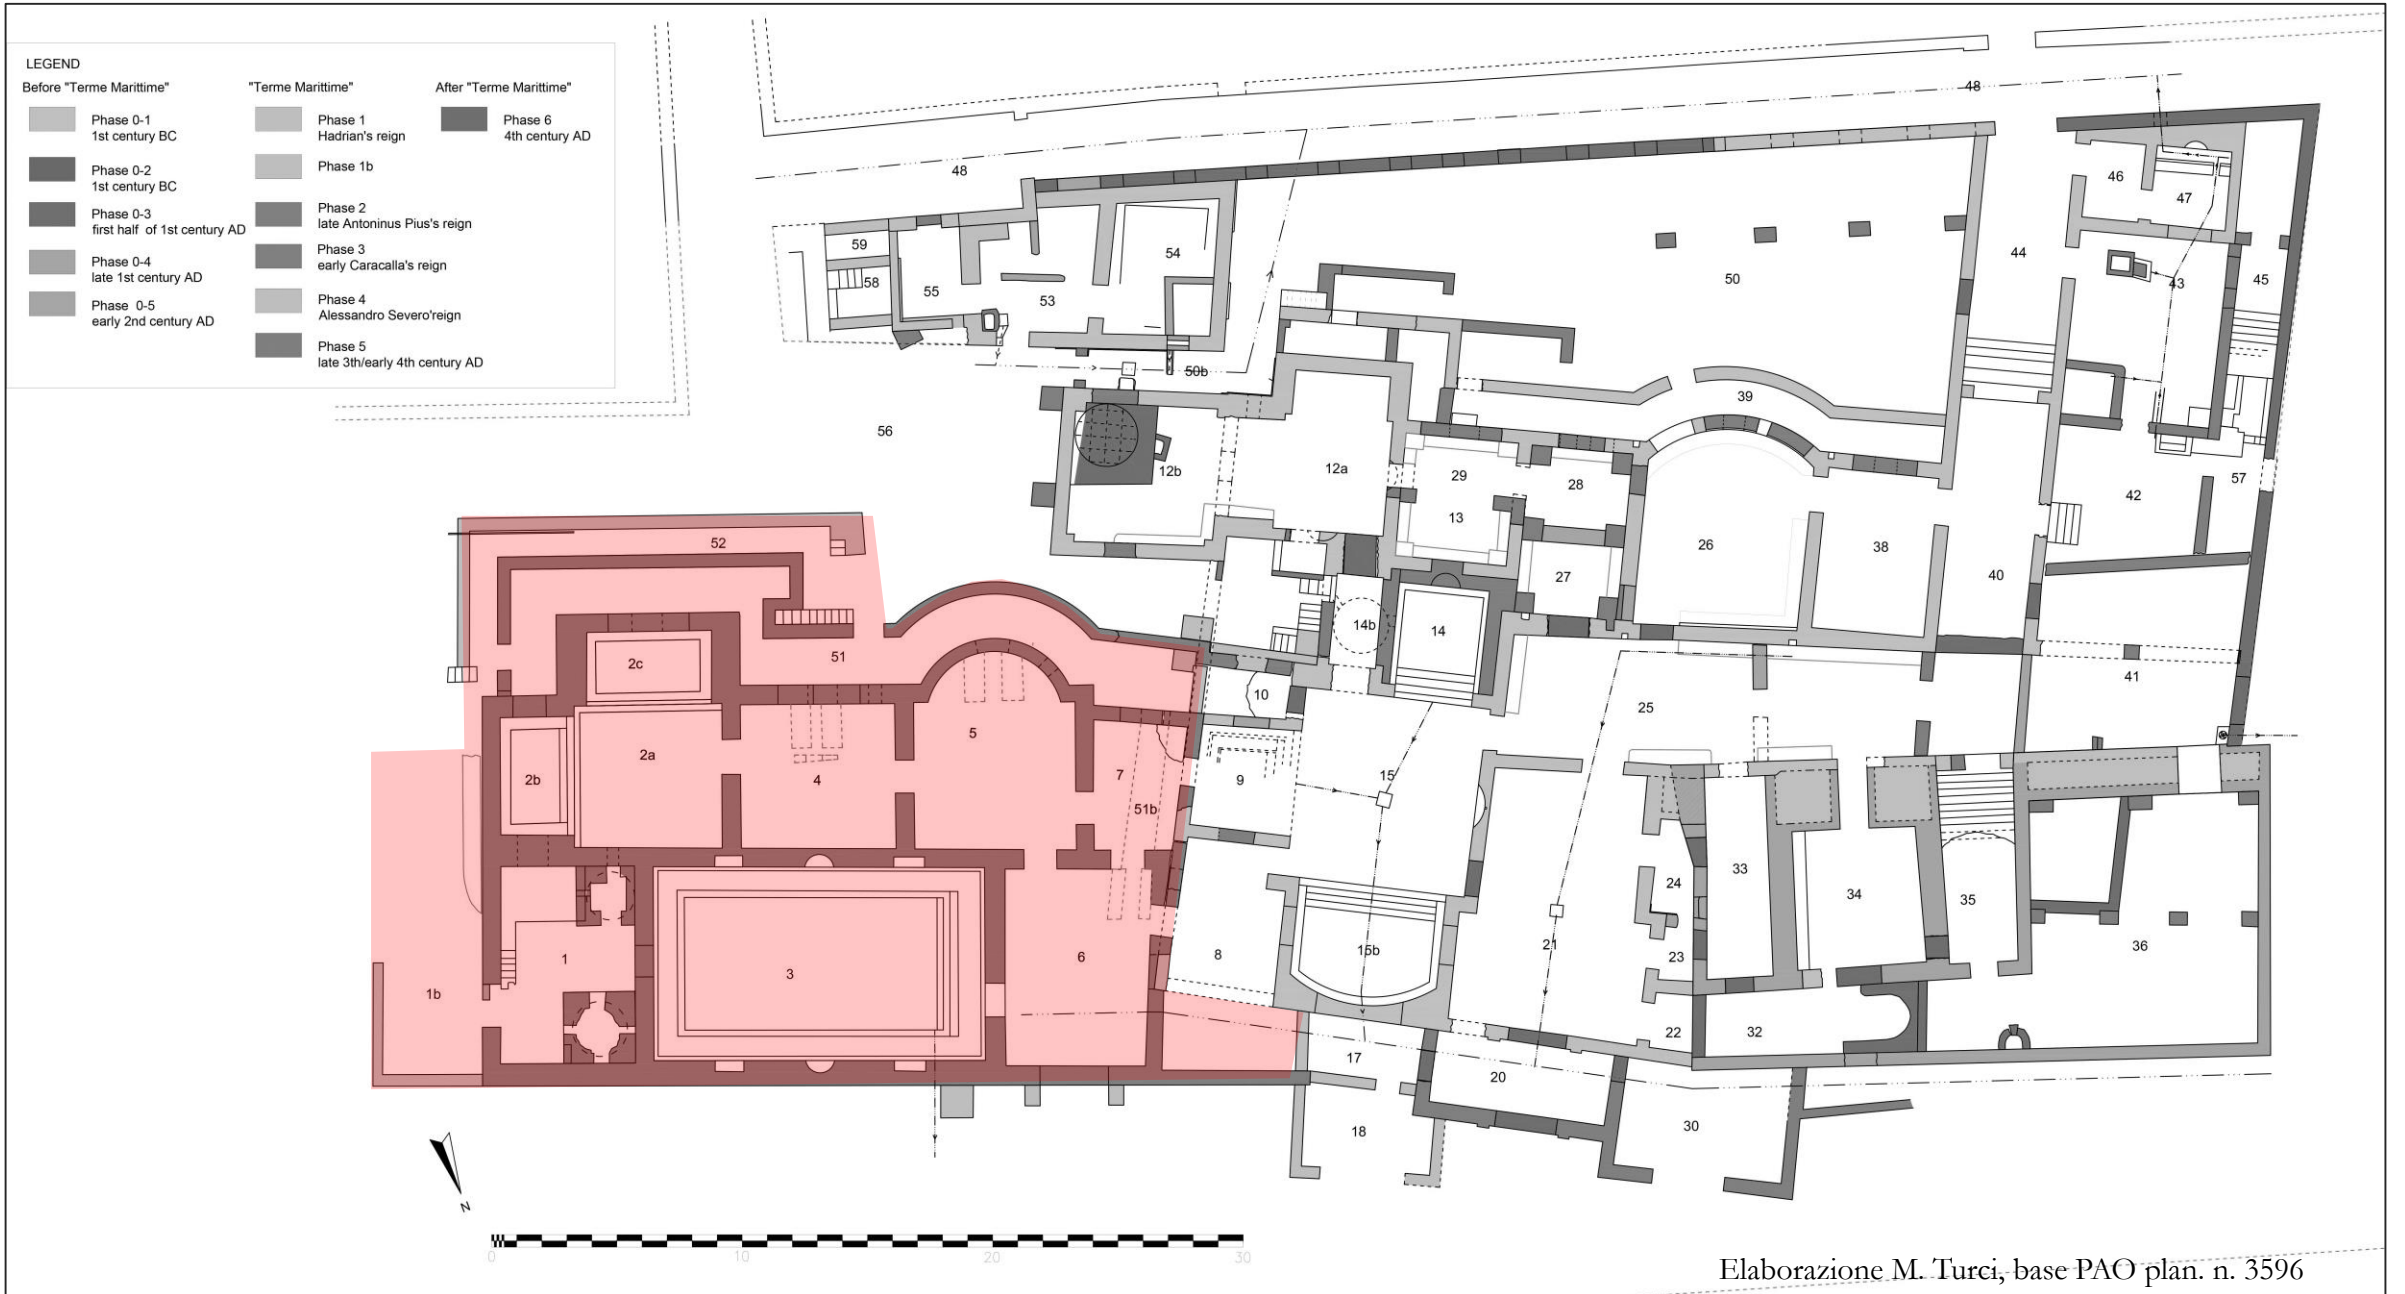 LEGEND
Before "Terme Marittime"
Phase 0-1
1st century BC
Phase 0-2
1st century BC
Phase 0-3
first half of 1st century AD
Phase 0-4
late 1st century AD
Phase 0-5
early 2nd century AD
"Terme Marittime"
Phase 1
Hadrian's reign
Phase 1b
Phase 2
late Antoninus Pius's reign
Phase 3
early Caracalla's reign
Phase 4
Alessandro Severo'reign
Phase 5
late 3th/early 4th century AD
After "Terme Marittime"
Phase 6
4th century AD
48
48
46
47
59
58
55
53
54
50
44
43
45
50b
39
56
12b
12a
29
28
13
42
57
52
26
38
40
27
14b
14
51
2c
10
41
25
5
2a
2b
4
7
51b
9
15
33
24
34
35
1
3
6
8
15b
21
23
36
1b
22
32
17
20
18
30
N
0
10
20
30
Elaborazione M. Turci, base PAO plan. n. 3596